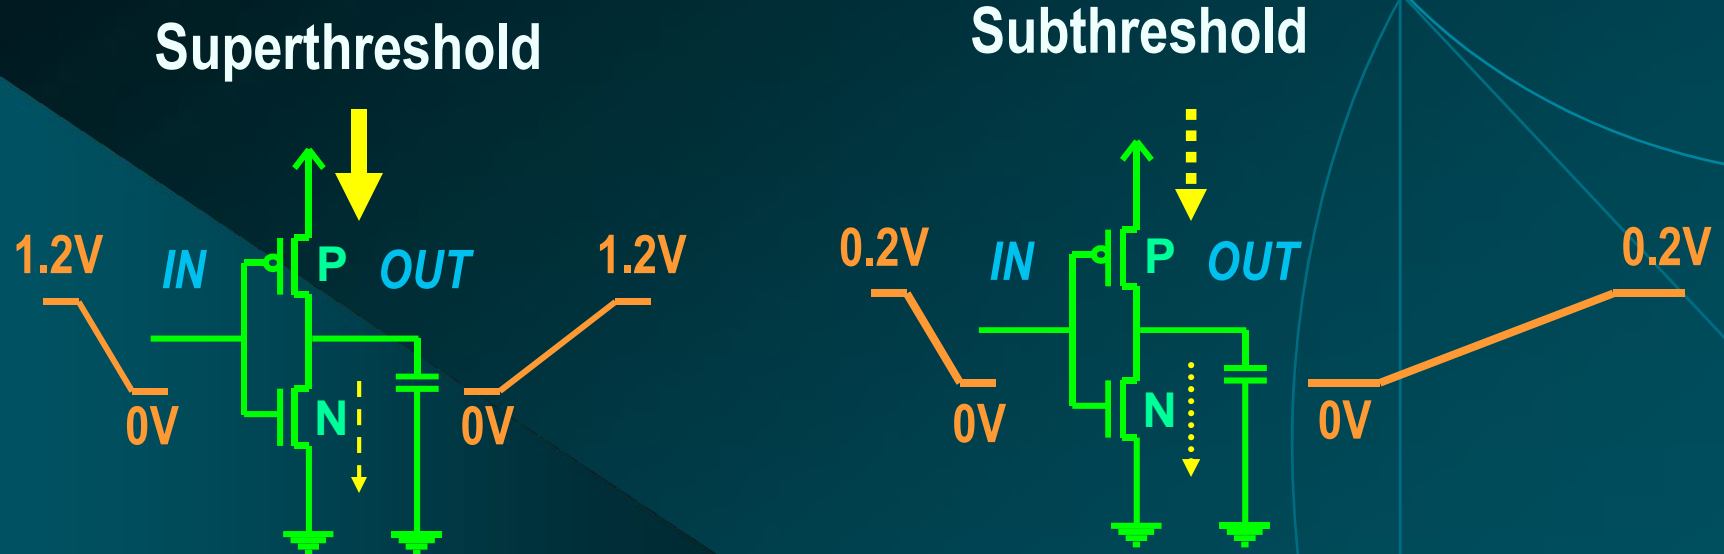 Superthreshold
1.2V
IN
P
OUT
1.2V
0V
N
0V
Subthreshold
0.2V
IN
P
OUT
0.2V
0V
N
0V